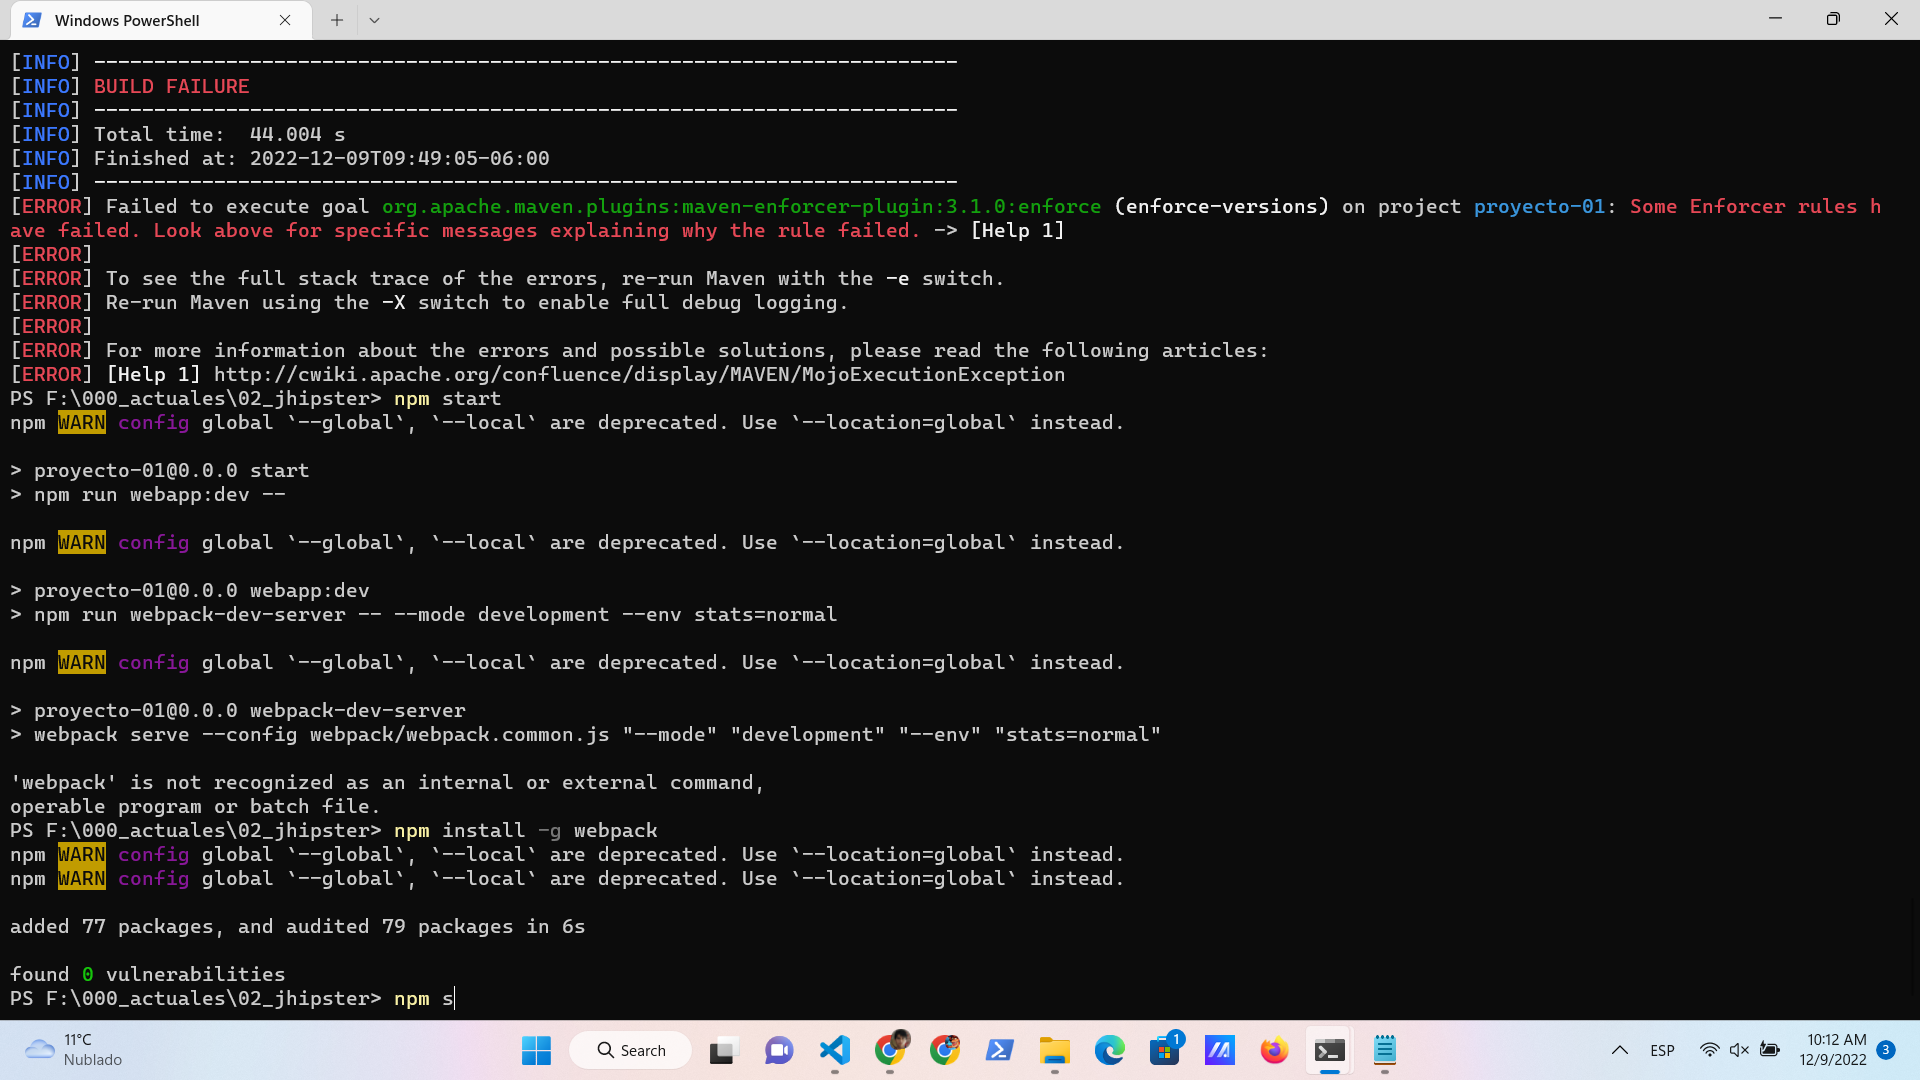 Windows PowerShell
[INFO] ------------------------------------------------------------------------
[INFO] BUILD FAILURE
[INFO] ------------------------------------------------------------------------
[INFO] Total time:  44.004 s
[INFO] Finished at: 2022-12-09T09:49:05-06:00
[INFO] ------------------------------------------------------------------------
[ERROR] Failed to execute goal org.apache.maven.plugins:maven-enforcer-plugin:3.1.0:enforce (enforce-versions) on project proyecto-01: Some Enforcer rules h
ave failed. Look above for specific messages explaining why the rule failed. -> [Help 1]
[ERROR]
[ERROR] To see the full stack trace of the errors, re-run Maven with the -e switch.
[ERROR] Re-run Maven using the -X switch to enable full debug logging.
[ERROR]
[ERROR] For more information about the errors and possible solutions, please read the following articles:
[ERROR] [Help 1] http://cwiki.apache.org/confluence/display/MAVEN/MojoExecutionException
PS F:\000_actuales\02_jhipster> npm start
npm WARN config global `--global`, `--local` are deprecated. Use `--location=global` instead.
> proyecto-01@0.0.0 start
> npm run webapp:dev --
npm WARN config global `--global`, `--local` are deprecated. Use `--location=global` instead.
> proyecto-01@0.0.0 webapp:dev
> npm run webpack-dev-server -- --mode development --env stats=normal
npm WARN config global `--global`, `--local` are deprecated. Use `--location=global` instead.
> proyecto-01@0.0.0 webpack-dev-server
> webpack serve --config webpack/webpack.common.js "--mode" "development" "--env" "stats=normal"
'webpack' is not recognized as an internal or external command,
operable program or batch file.
PS F:\000_actuales\02_jhipster> npm install -g webpack
npm WARN config global `--global`, `--local` are deprecated. Use `--location=global` instead.
npm WARN config global `--global`, `--local` are deprecated. Use `--location=global` instead.
added 77 packages, and audited 79 packages in 6s
found 0 vulnerabilities
PS F:\000_actuales\02_jhipster> npm s
11°C
Nublado
Search
1
ESP
10:12 AM
12/9/2022
3